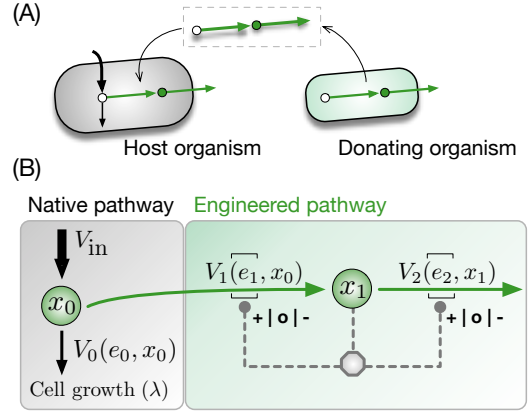 (A)
Host organism
Donating organism
(B)
Native pathway
Engineered pathway
V_in
V_1(e_1, x_0)
V_2(e_2, x_1)
x_0
x_1
+ | o | -
+ | o | -
V_0(e_0, x_0)
Cell growth (λ)